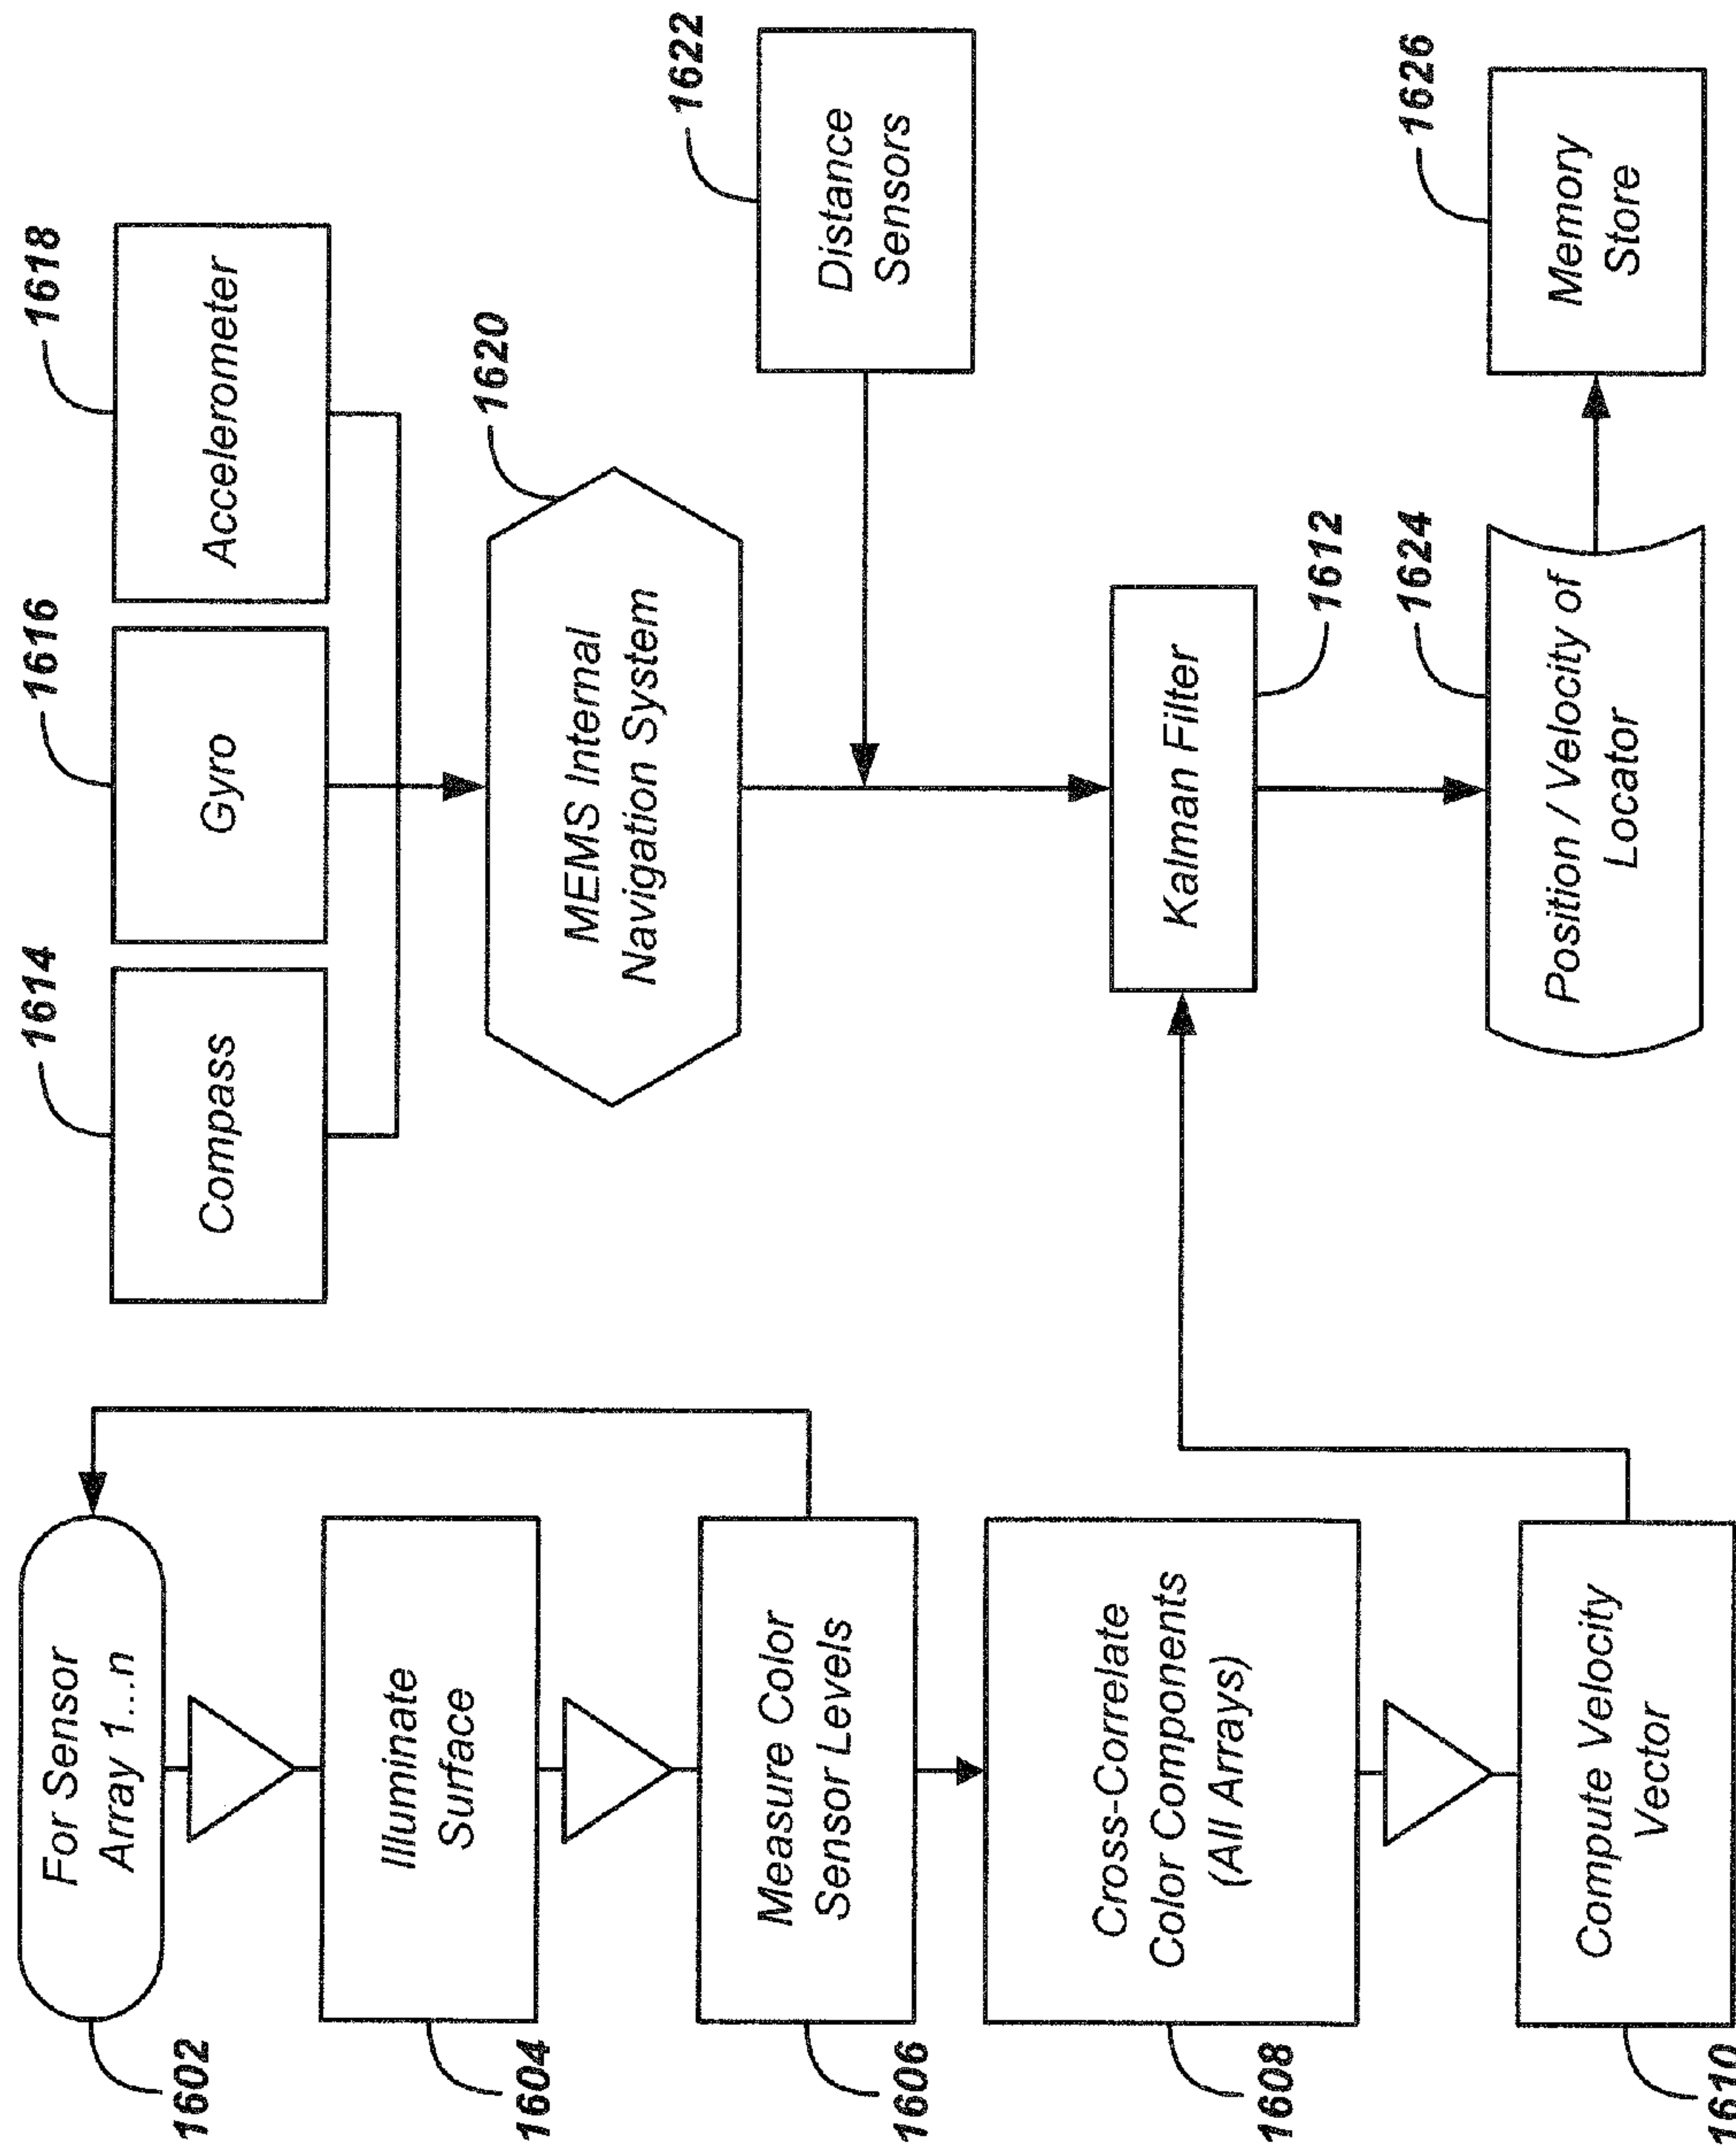 1602
For Sensor
Array 1...n
1604
Illuminate
Surface
1606
Measure Color
Sensor Levels
1608
Cross-Correlate
Color Components
(All Arrays)
1610
Compute Velocity
Vector
1614
Compass
1616
Gyro
1618
Accelerometer
1620
MEMS Internal
Navigation System
1622
Distance
Sensors
Kalman Filter
1612
1624
Position / Velocity of
Locator
1626
Memory
Store